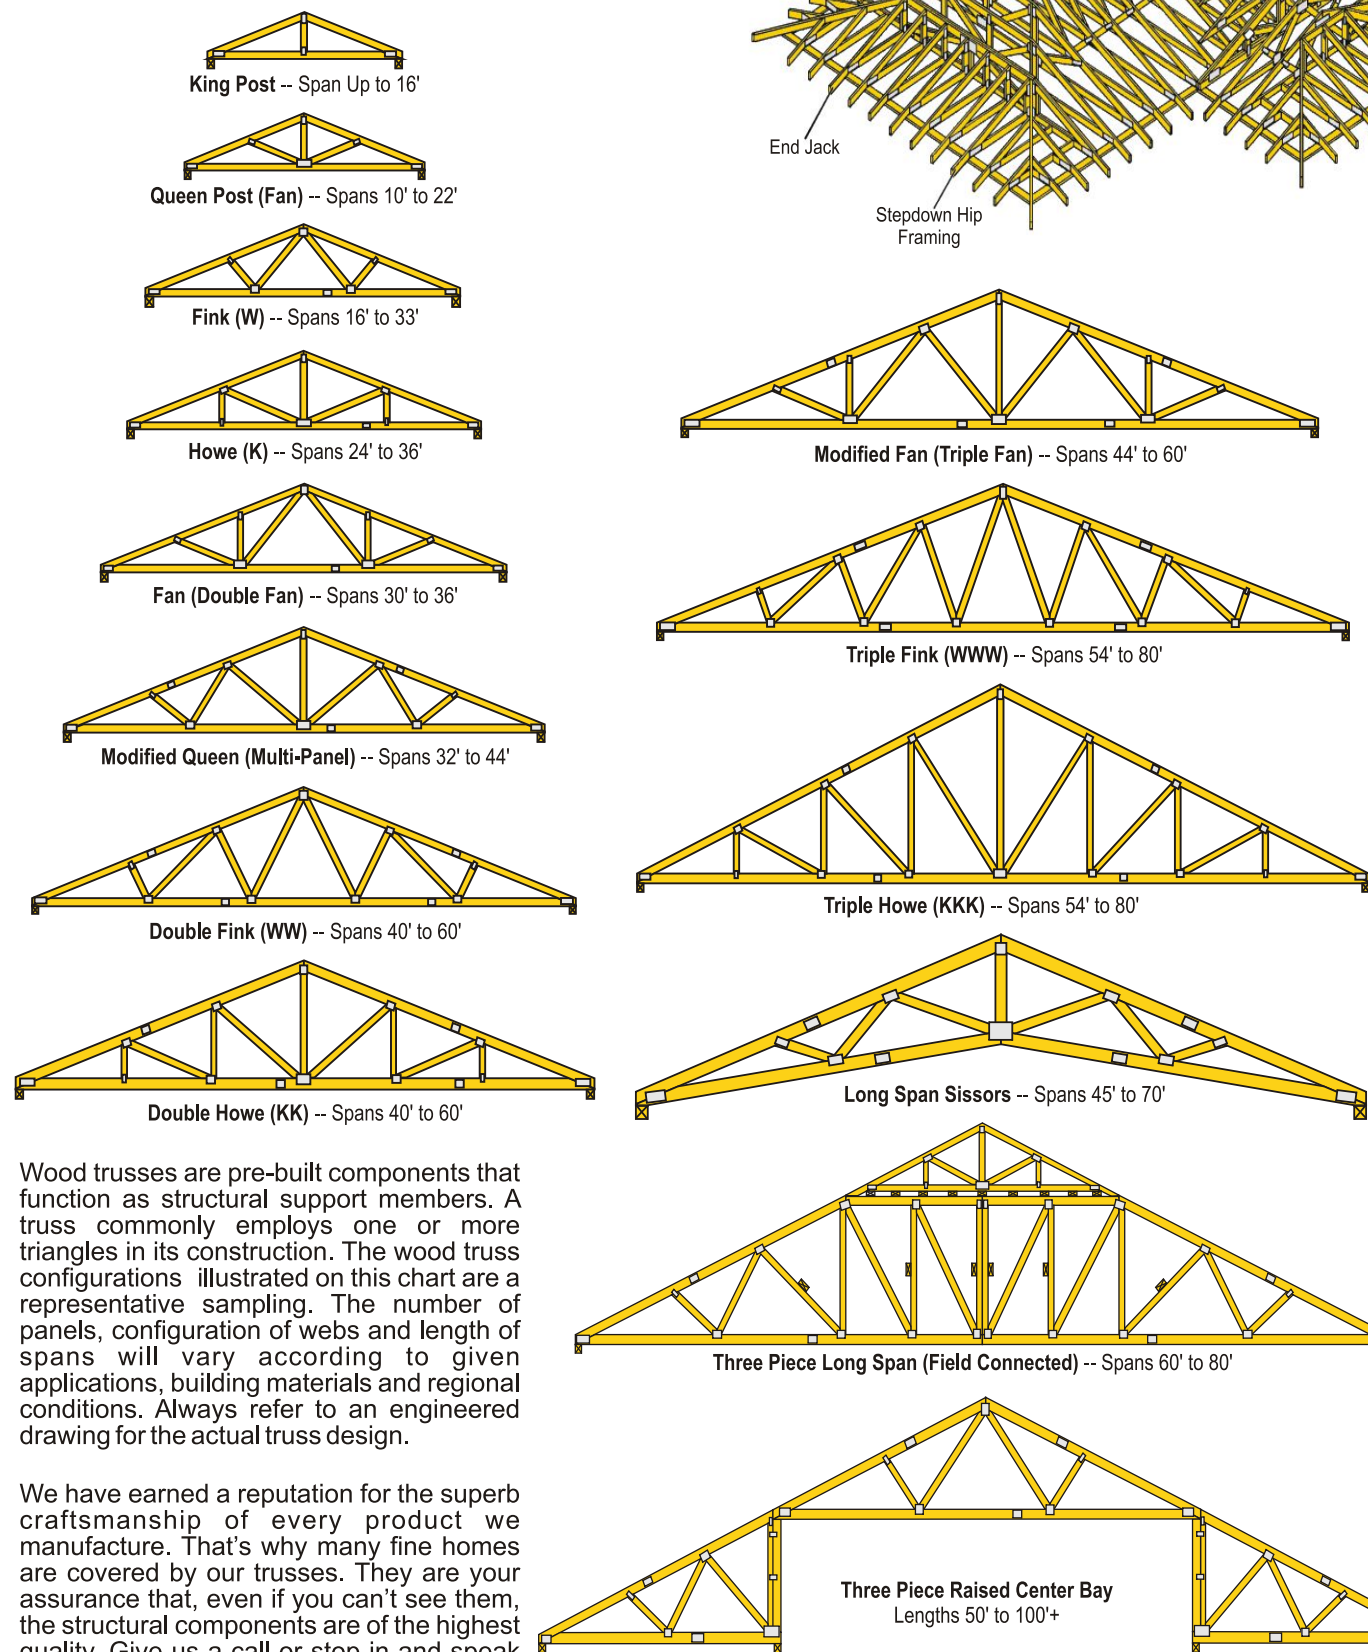 King Post -- Span Up to 16'
Queen Post (Fan) -- Spans 10' to 22'
Fink (W) -- Spans 16' to 33'
Howe (K) -- Spans 24' to 36'
Fan (Double Fan) -- Spans 30' to 36'
Modified Queen (Multi-Panel) -- Spans 32' to 44'
Double Fink (WW) -- Spans 40' to 60'
Double Howe (KK) -- Spans 40' to 60'
Wood trusses are pre-built components that
function as structural support members. A
truss commonly employs one or more
triangles in its construction. The wood truss
configurations illustrated on this chart are a
representative sampling. The number of
panels, configuration of webs and length of
spans will vary according to given
applications, building materials and regional
conditions. Always refer to an engineered
drawing for the actual truss design.
We have earned a reputation for the superb
craftsmanship of every product we
manufacture. That's why many fine homes
are covered by our trusses. They are your
assurance that, even if you can't see them,
the structural components are of the highest
quality. Give us a call or stop in and speak
End Jack
Stepdown Hip
Framing
Modified Fan (Triple Fan) -- Spans 44' to 60'
Triple Fink (WWW) -- Spans 54' to 80'
Triple Howe (KKK) -- Spans 54' to 80'
Long Span Sissors -- Spans 45' to 70'
Three Piece Long Span (Field Connected) -- Spans 60' to 80'
Three Piece Raised Center Bay
Lengths 50' to 100'+